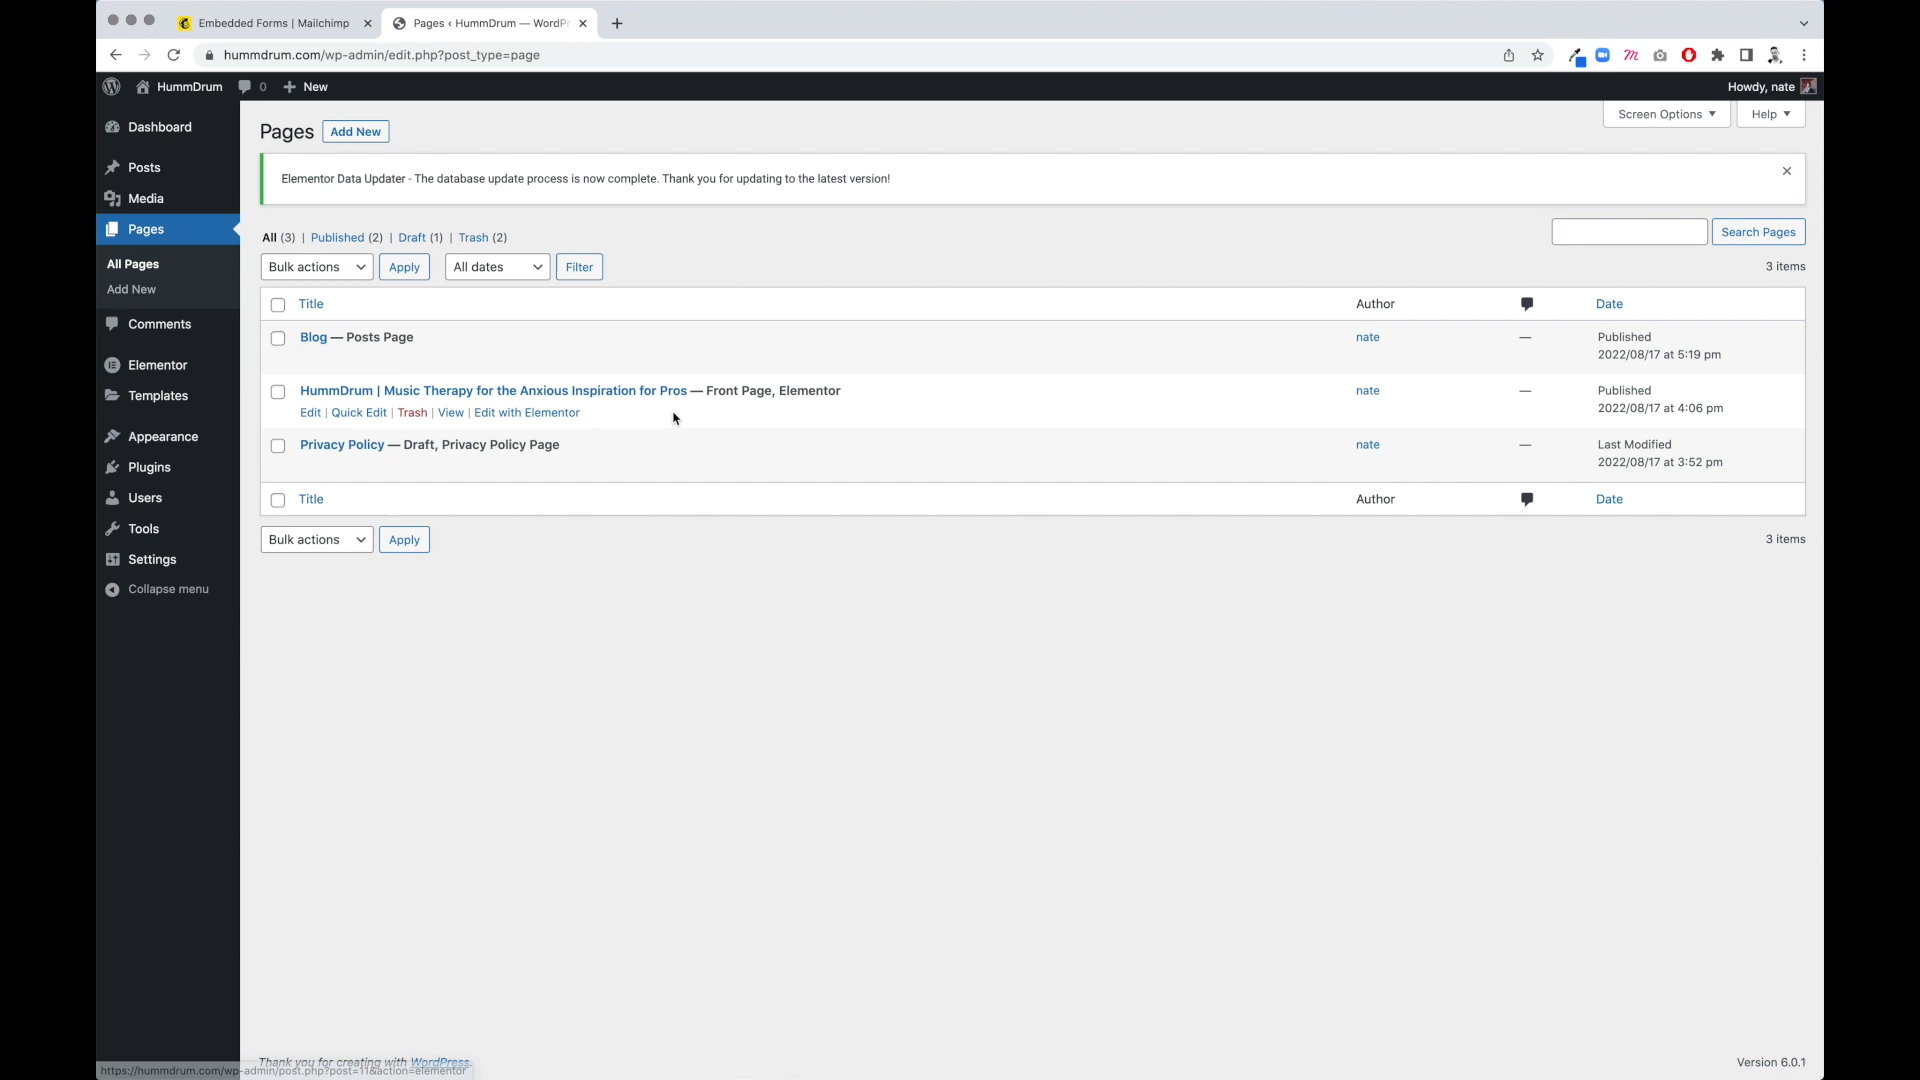 Embedded Forms | Mailchimp
Pages ‹ HummDrum — WordPr
hummdrum.com/wp-admin/edit.php?post_type=page
HummDrum 0 New Howdy, nate
Screen Options Help
Dashboard
Posts
Media
Pages
All Pages
Add New
Comments
Elementor
Templates
Appearance
Plugins
Users
Tools
Settings
Collapse menu
Pages Add New
Elementor Data Updater - The database update process is now complete. Thank you for updating to the latest version!
All (3) | Published (2) | Draft (1) | Trash (2)
Search Pages
Bulk actions Apply All dates Filter 3 items
Title Author Date
Blog — Posts Page nate — Published
2022/08/17 at 5:19 pm
HummDrum | Music Therapy for the Anxious Inspiration for Pros — Front Page, Elementor nate — Published
Edit | Quick Edit | Trash | View | Edit with Elementor 2022/08/17 at 4:06 pm
Privacy Policy — Draft, Privacy Policy Page nate — Last Modified
2022/08/17 at 3:52 pm
Title Author Date
Bulk actions Apply 3 items
Thank you for creating with WordPress. Version 6.0.1
https://hummdrum.com/wp-admin/post.php?post=11&action=elementor